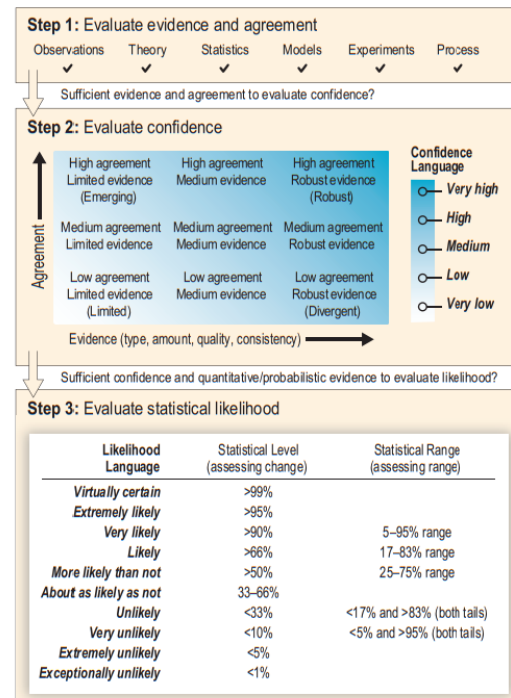 Step 1: Evaluate evidence and agreement
Observations Theory Statistics Models Experiments Process
✓ ✓ ✓ ✓ ✓ ✓
Sufficient evidence and agreement to evaluate confidence?
Step 2: Evaluate confidence
Agreement
High agreement
Limited evidence
(Emerging)
High agreement
Medium evidence
High agreement
Robust evidence
(Robust)
Medium agreement
Limited evidence
Medium agreement
Medium evidence
Medium agreement
Robust evidence
Low agreement
Limited evidence
(Limited)
Low agreement
Medium evidence
Low agreement
Robust evidence
(Divergent)
Evidence (type, amount, quality, consistency)
Confidence
Language
Very high
High
Medium
Low
Very low
Sufficient confidence and quantitative/probabilistic evidence to evaluate likelihood?
Step 3: Evaluate statistical likelihood
Likelihood Statistical Level Statistical Range
Language (assessing change) (assessing range)
Virtually certain >99%
Extremely likely >95%
Very likely >90% 5–95% range
Likely >66% 17–83% range
More likely than not >50% 25–75% range
About as likely as not 33–66%
Unlikely <33% <17% and >83% (both tails)
Very unlikely <10% <5% and >95% (both tails)
Extremely unlikely <5%
Exceptionally unlikely <1%